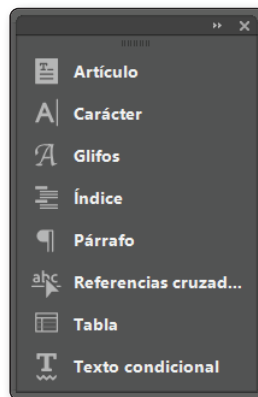 Artículo
Carácter
Glifos
Índice
Párrafo
Referencias cruzad...
Tabla
Texto condicional